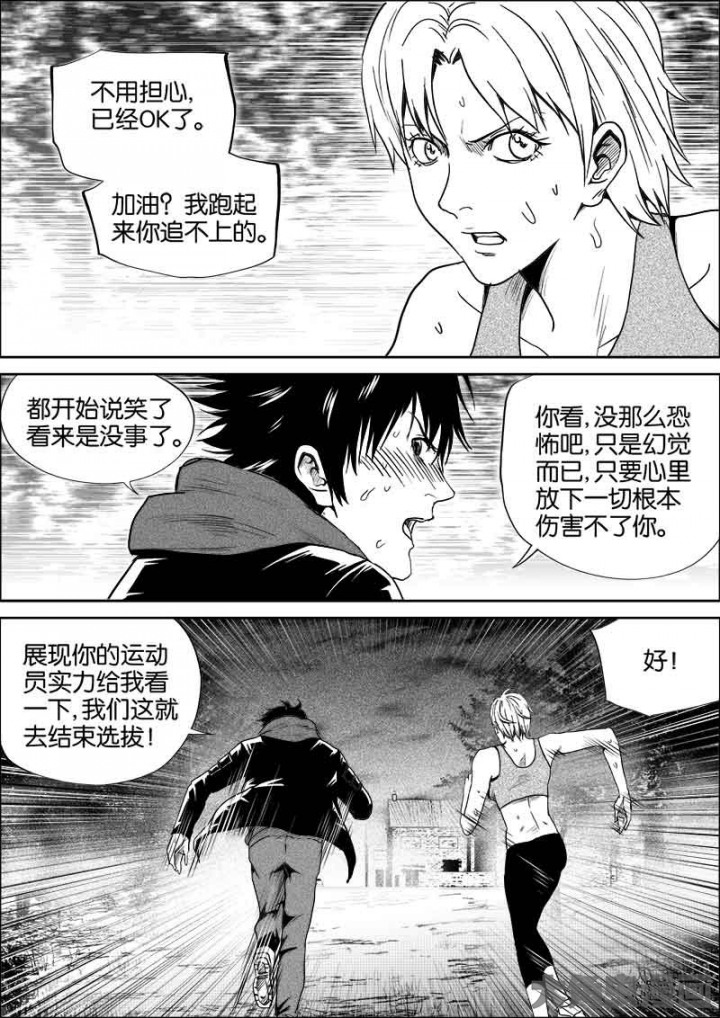 不用担心,
已经OK了。
加油？我跑起
来你追不上的。
都开始说笑了
看来是没事了。
你看,没那么恐
怖吧,只是幻觉
而已,只要心里
放下一切根本
伤害不了你。
展现你的运动
员实力给我看
一下,我们这就
去结束选拔！
好！